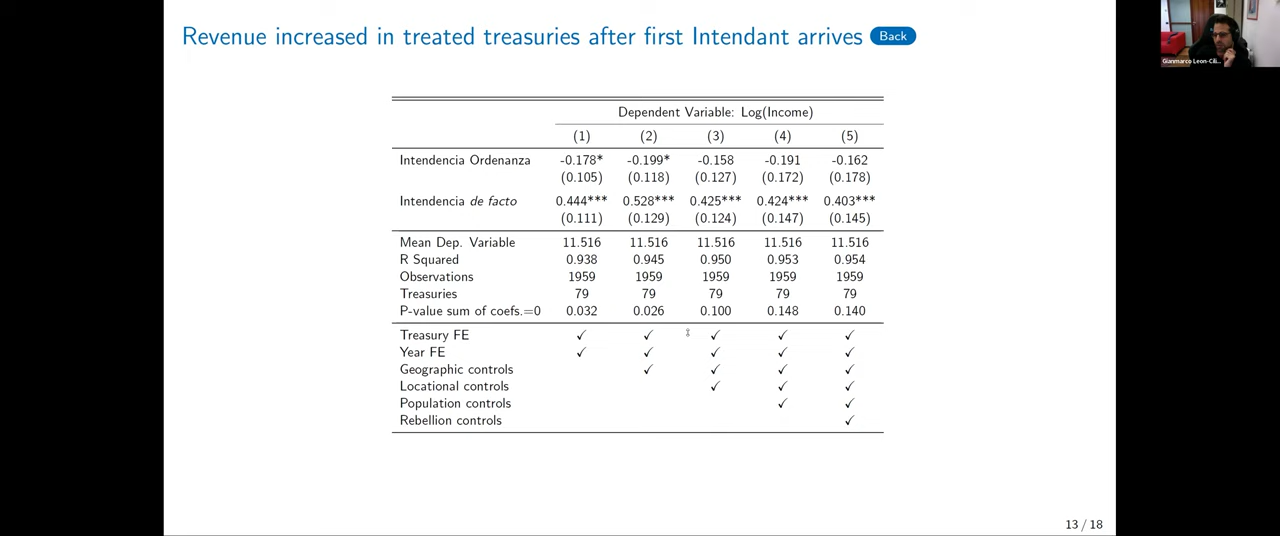 Revenue increased in treated treasuries after first Intendant arrives Back
Gianmarco Leon-Cili...
Dependent Variable: Log(Income)
(1) (2) (3) (4) (5)
Intendencia Ordenanza -0.178* -0.199* -0.158 -0.191 -0.162
(0.105) (0.118) (0.127) (0.172) (0.178)
Intendencia de facto 0.444*** 0.528*** 0.425*** 0.424*** 0.403***
(0.111) (0.129) (0.124) (0.147) (0.145)
Mean Dep. Variable 11.516 11.516 11.516 11.516 11.516
R Squared 0.938 0.945 0.950 0.953 0.954
Observations 1959 1959 1959 1959 1959
Treasuries 79 79 79 79 79
P-value sum of coefs.=0 0.032 0.026 0.100 0.148 0.140
Treasury FE ✓ ✓ ✓ ✓ ✓
Year FE ✓ ✓ ✓ ✓ ✓
Geographic controls ✓ ✓ ✓ ✓
Locational controls ✓ ✓ ✓
Population controls ✓ ✓
Rebellion controls ✓
13 / 18